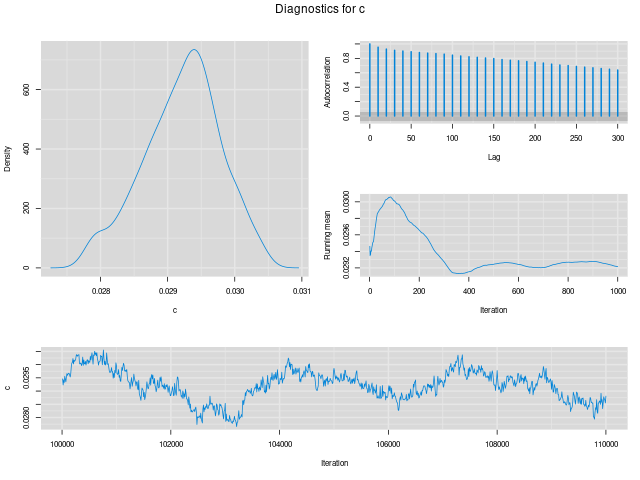 Diagnostics for c
Density
0 200 400 600
0.028 0.029 0.030 0.031
c
Autocorrelation
0.0 0.4 0.8
0 50 100 150 200 250 300
Lag
Running mean
0.0292 0.0296 0.0300
0 200 400 600 800 1000
Iteration
c
0.0280 0.0295
100000 102000 104000 106000 108000 110000
Iteration